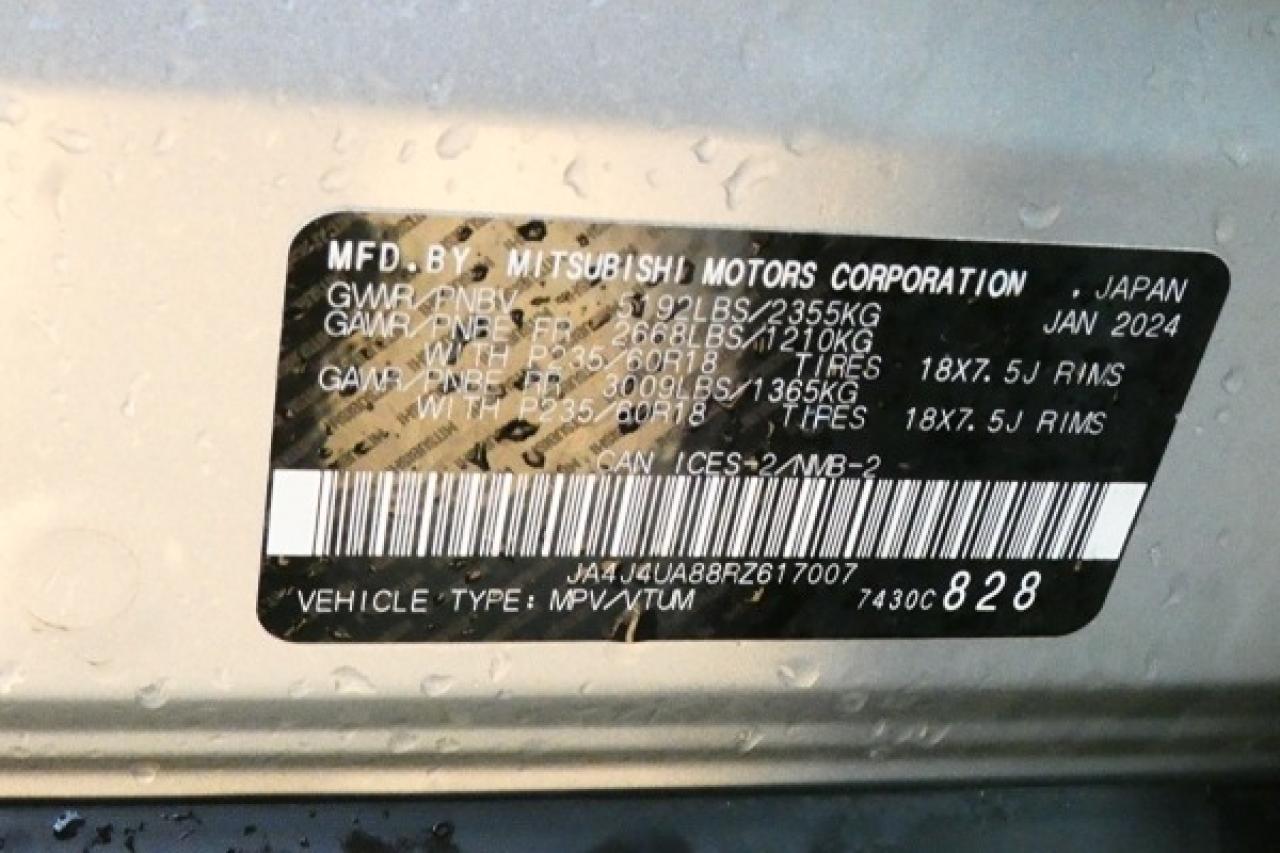 MFD. BY MITSUBISHI MOTORS CORPORATION . JAPAN
GVWR/PNBV 5192LBS/2355KG JAN 2024
GAWR/PNBE FR 2668LBS/1210KG
WITH P235/60R18 TIRES 18X7.5J RIMS
GAWR/PNBE RR 3009LBS/1365KG
WITH P235/60R18 TIRES 18X7.5J RIMS
CAN ICES-2/NMB-2
JA4J4UA88RZ617007
VEHICLE TYPE: MPV/VTUM 7430C 828